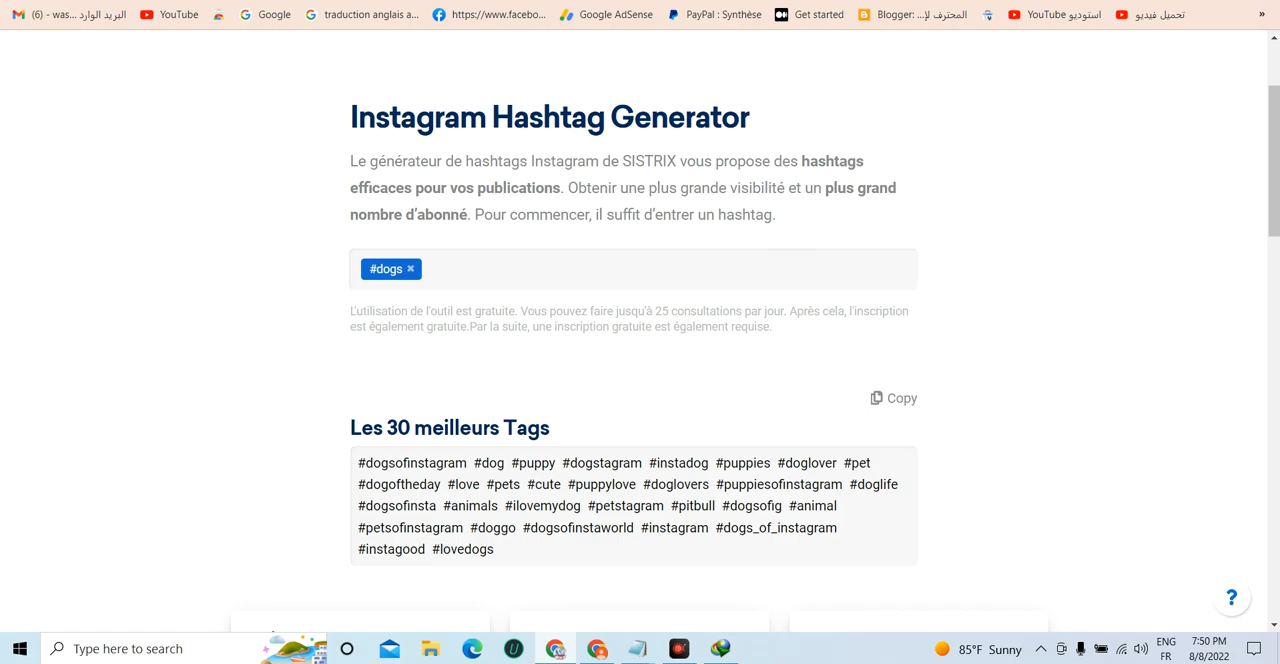 (6) - was... البريد الوارد
YouTube
Google
traduction anglais a...
https://www.facebo...
Google AdSense
PayPal : Synthèse
Get started
Blogger: المحترف لإ...
استوديو YouTube
تحميل فيديو
»
Instagram Hashtag Generator
Le générateur de hashtags Instagram de SISTRIX vous propose des hashtags
efficaces pour vos publications. Obtenir une plus grande visibilité et un plus grand
nombre d'abonné. Pour commencer, il suffit d'entrer un hashtag.
#dogs ✖
L'utilisation de l'outil est gratuite. Vous pouvez faire jusqu'à 25 consultations par jour. Après cela, l'inscription
est également gratuite.Par la suite, une inscription gratuite est également requise.
Copy
Les 30 meilleurs Tags
#dogsofinstagram #dog #puppy #dogstagram #instadog #puppies #doglover #pet
#dogoftheday #love #pets #cute #puppylove #doglovers #puppiesofinstagram #doglife
#dogsofinsta #animals #ilovemydog #petstagram #pitbull #dogsofig #animal
#petsofinstagram #doggo #dogsofinstaworld #instagram #dogs_of_instagram
#instagood #lovedogs
?
Type here to search
85°F Sunny
ENG
FR
7:50 PM
8/8/2022